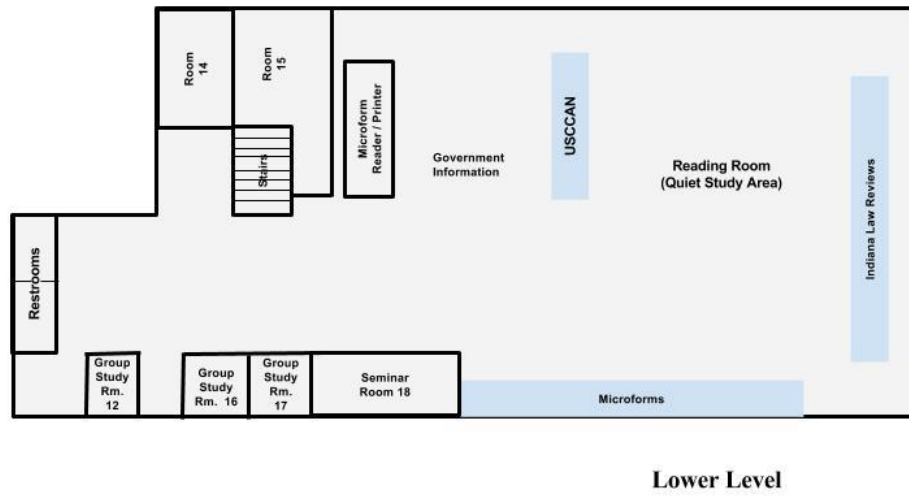 Room
14
Room
15
Microform
Reader / Printer
Stairs
Government
Information
USCCAN
Reading Room
(Quiet Study Area)
Indiana Law Reviews
Restrooms
Group
Study
Rm.
12
Group
Study
Rm. 16
Group
Study
Rm.
17
Seminar
Room 18
Microforms
Lower Level